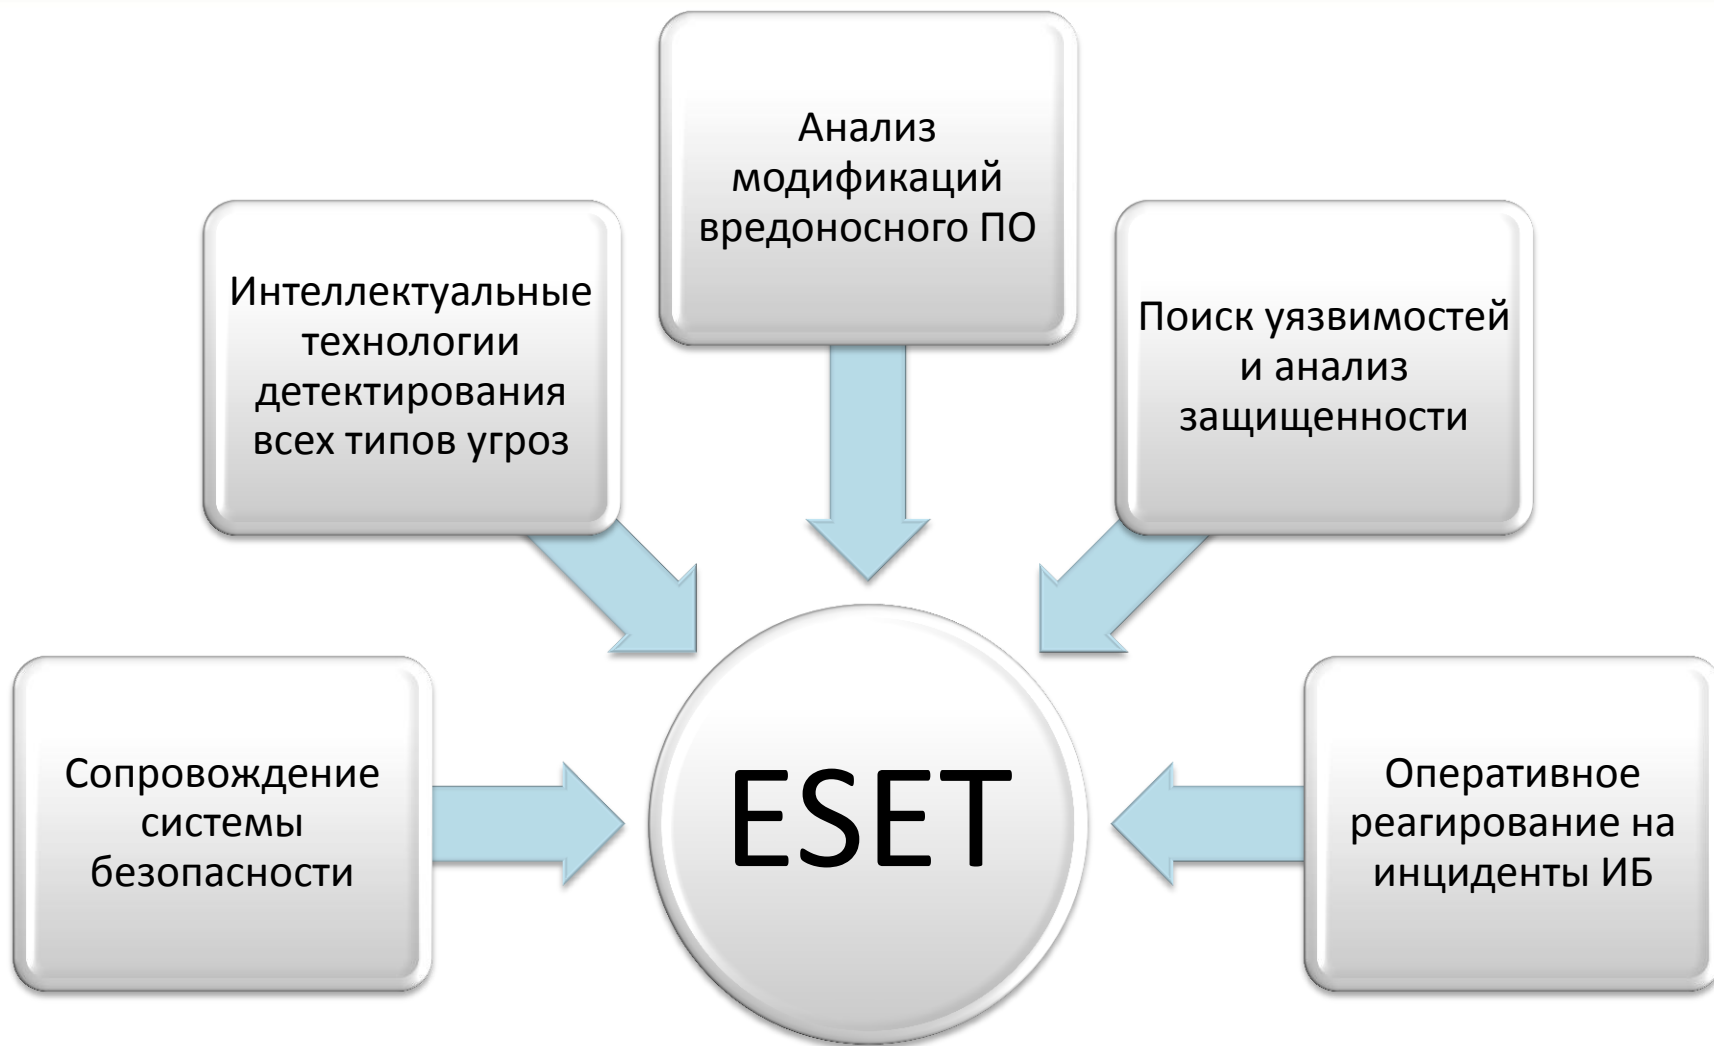 Анализ
модификаций
вредоносного ПО
Интеллектуальные
технологии
детектирования
всех типов угроз
Поиск уязвимостей
и анализ
защищенности
Сопровождение
системы
безопасности
ESET
Оперативное
реагирование на
инциденты ИБ